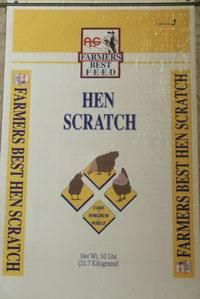 AG
FARMERS
BEST
F·E·E·D
HEN
SCRATCH
FARMERS BEST HEN SCRATCH
FARMERS BEST HEN SCRATCH
CORN
SORGHUM
WHEAT
Net Wt. 50 Lbs
(22.7 Kilograms)